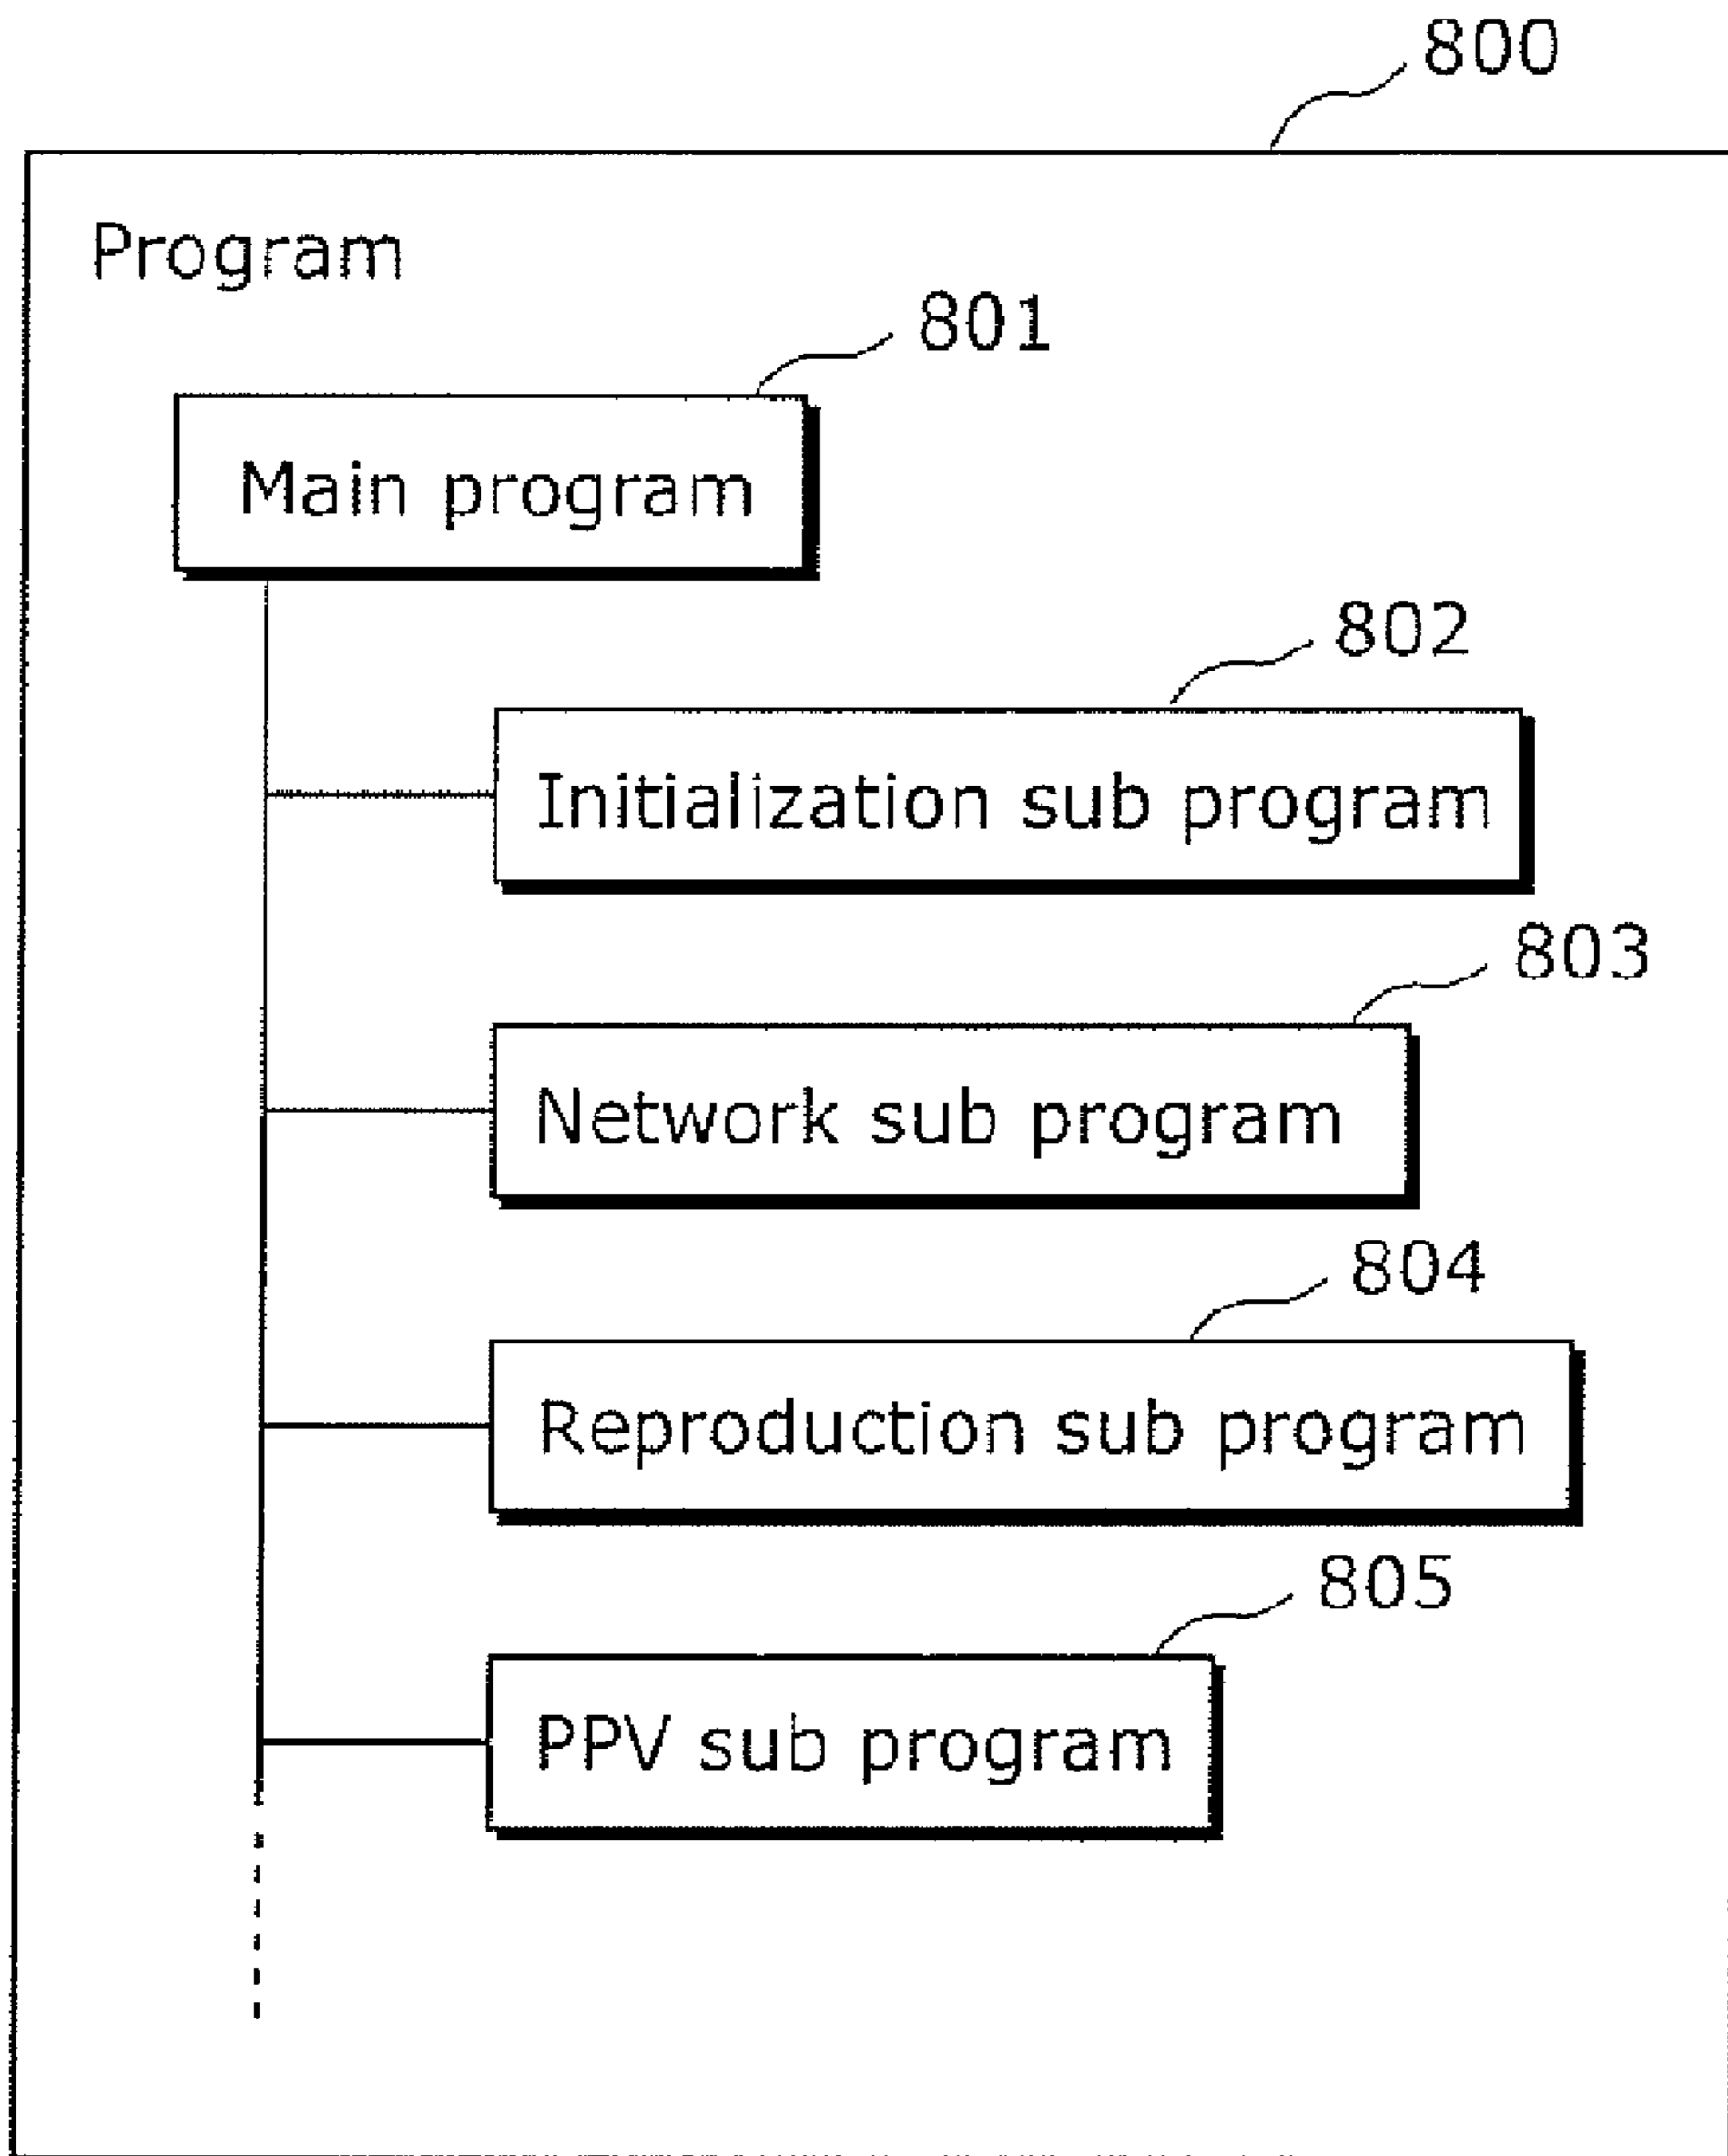 800
Program
801
Main program
802
Initialization sub program
803
Network sub program
804
Reproduction sub program
805
PPV sub program